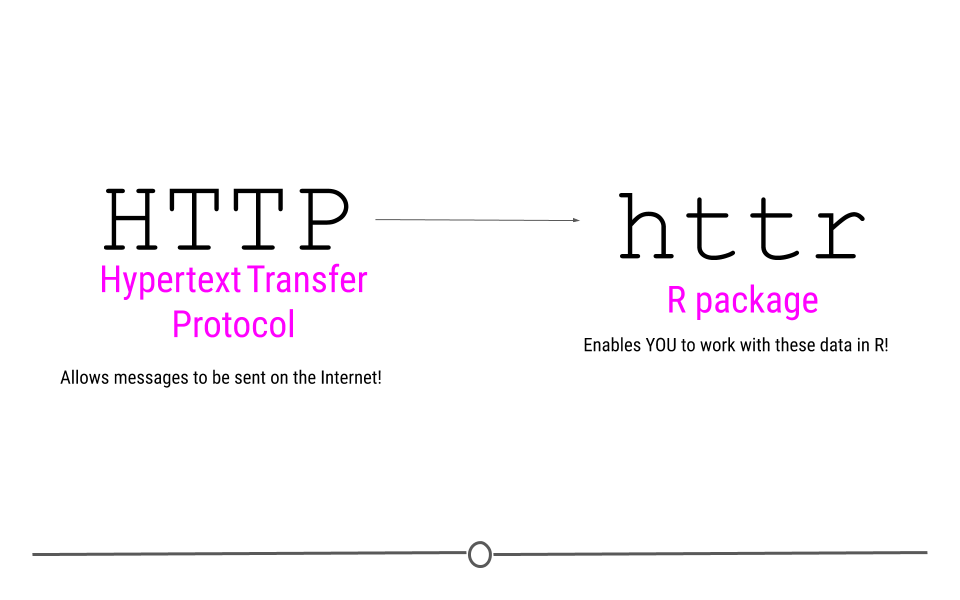 HTTP
Hypertext Transfer
Protocol
Allows messages to be sent on the Internet!
httr
R package
Enables YOU to work with these data in R!